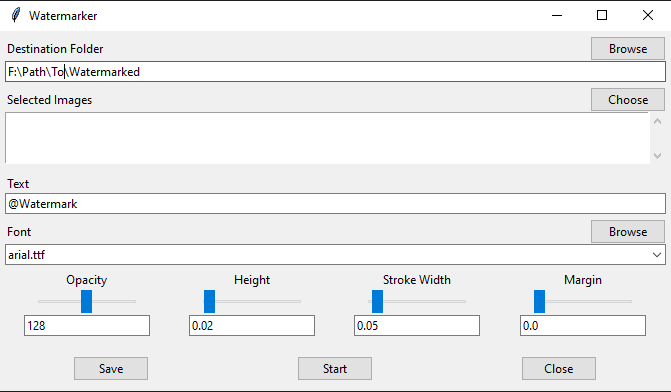 Watermarker
Destination Folder
Browse
F:\Path\To\Watermarked
Selected Images
Choose
Text
@Watermark
Font
Browse
arial.ttf
Opacity Height Stroke Width Margin
128 0.02 0.05 0.0
Save Start Close